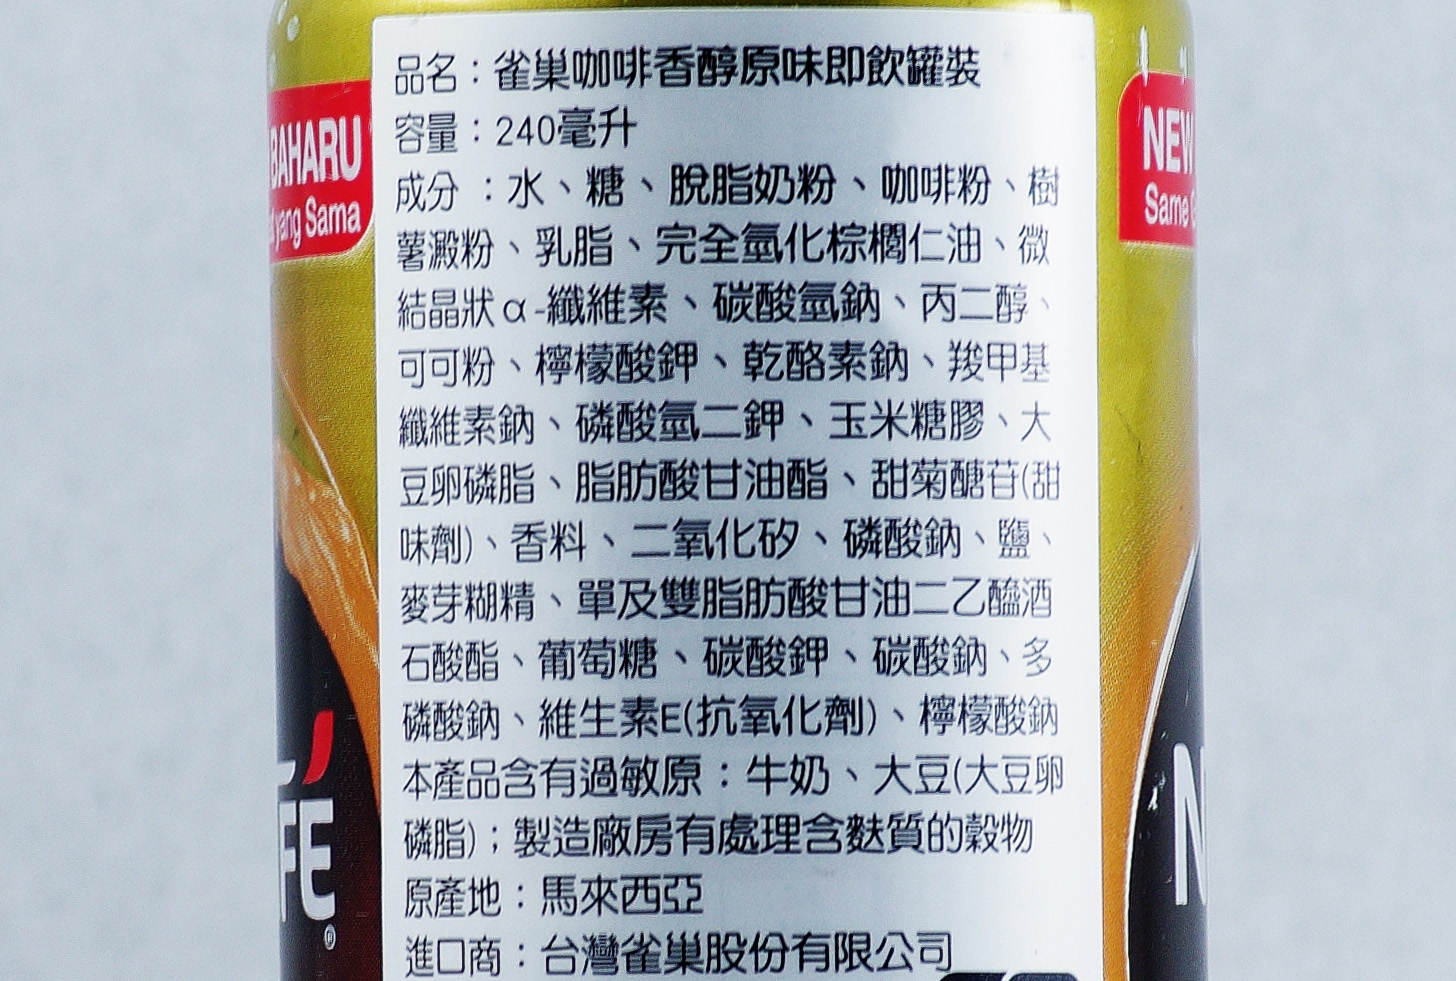 品名：雀巢咖啡香醇原味即飲罐裝
容量：240毫升
成分：水、糖、脫脂奶粉、咖啡粉、樹
薯澱粉、乳脂、完全氫化棕櫚仁油、微
結晶狀α-纖維素、碳酸氫鈉、丙二醇、
可可粉、檸檬酸鉀、乾酪素鈉、羧甲基
纖維素鈉、磷酸氫二鉀、玉米糖膠、大
豆卵磷脂、脂肪酸甘油酯、甜菊醣苷(甜
味劑)、香料、二氧化矽、磷酸鈉、鹽、
麥芽糊精、單及雙脂肪酸甘油二乙醯酒
石酸酯、葡萄糖、碳酸鉀、碳酸鈉、多
磷酸鈉、維生素E(抗氧化劑)、檸檬酸鈉
本產品含有過敏原：牛奶、大豆(大豆卵
磷脂)；製造廠房有處理含麩質的穀物
原產地：馬來西亞
進口商：台灣雀巢股份有限公司
BAHARU
yang Sama
NEW
Same
FÉ
N